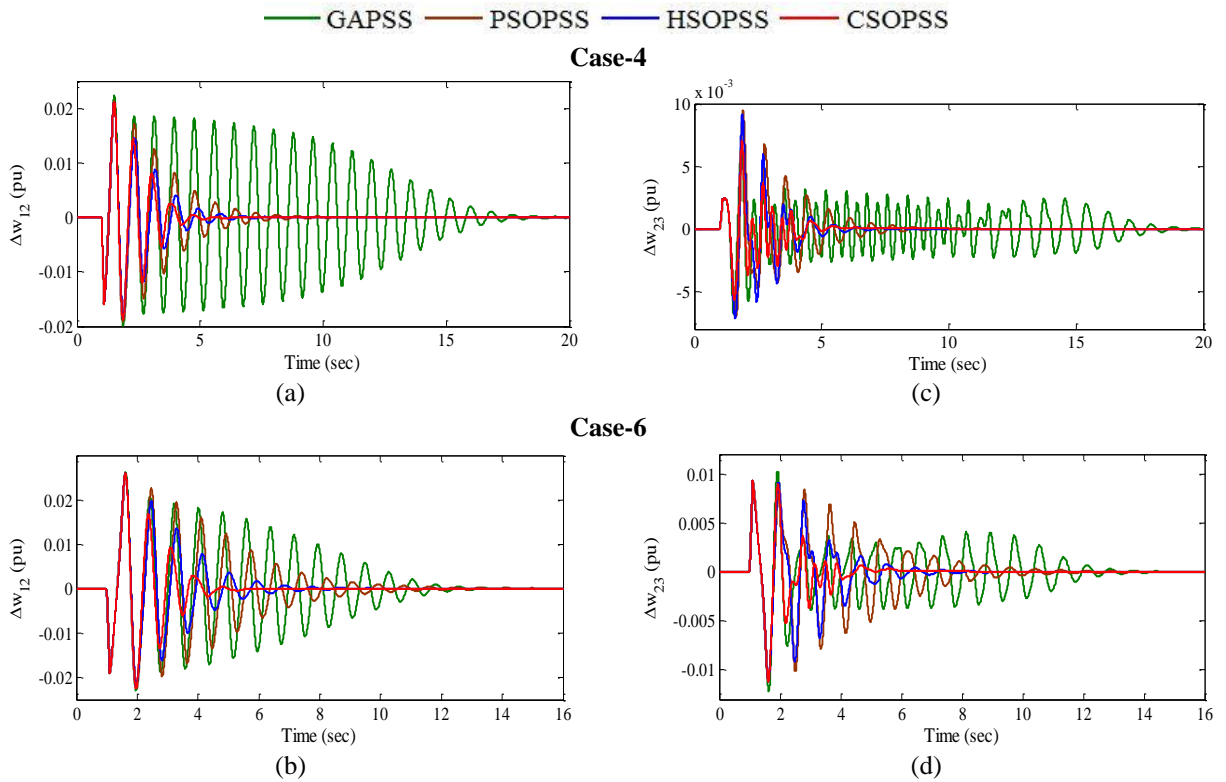 GAPSS PSOPSS HSOPSS CSOPSS
Case-4
0.02
0.01
0
-0.01
-0.02
Δw12 (pu)
0 5 10 15 20
Time (sec)
(a)
10 x 10-3
5
0
-5
Δw23 (pu)
0 5 10 15 20
Time (sec)
(c)
Case-6
0.02
0.01
0
-0.01
-0.02
Δw12 (pu)
0 2 4 6 8 10 12 14 16
Time (sec)
(b)
0.01
0.005
0
-0.005
-0.01
Δw23 (pu)
0 2 4 6 8 10 12 14 16
Time (sec)
(d)